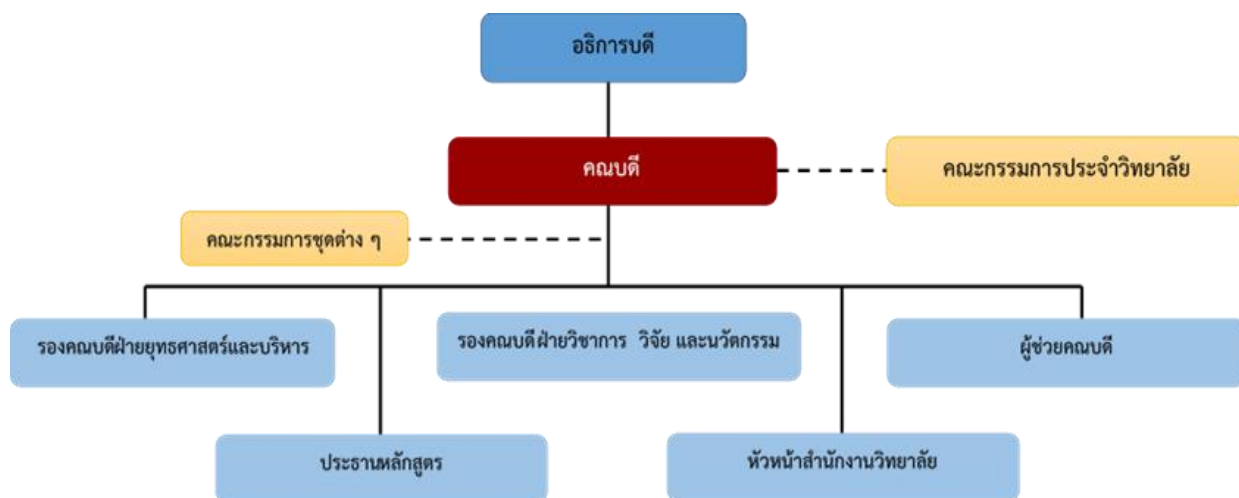 อธิการบดี
คณบดี
คณะกรรมการประจำวิทยาลัย
คณะกรรมการชุดต่าง ๆ
รองคณบดีฝ่ายยุทธศาสตร์และบริหาร
รองคณบดีฝ่ายวิชาการ วิจัย และนวัตกรรม
ผู้ช่วยคณบดี
ประธานหลักสูตร
หัวหน้าสำนักงานวิทยาลัย